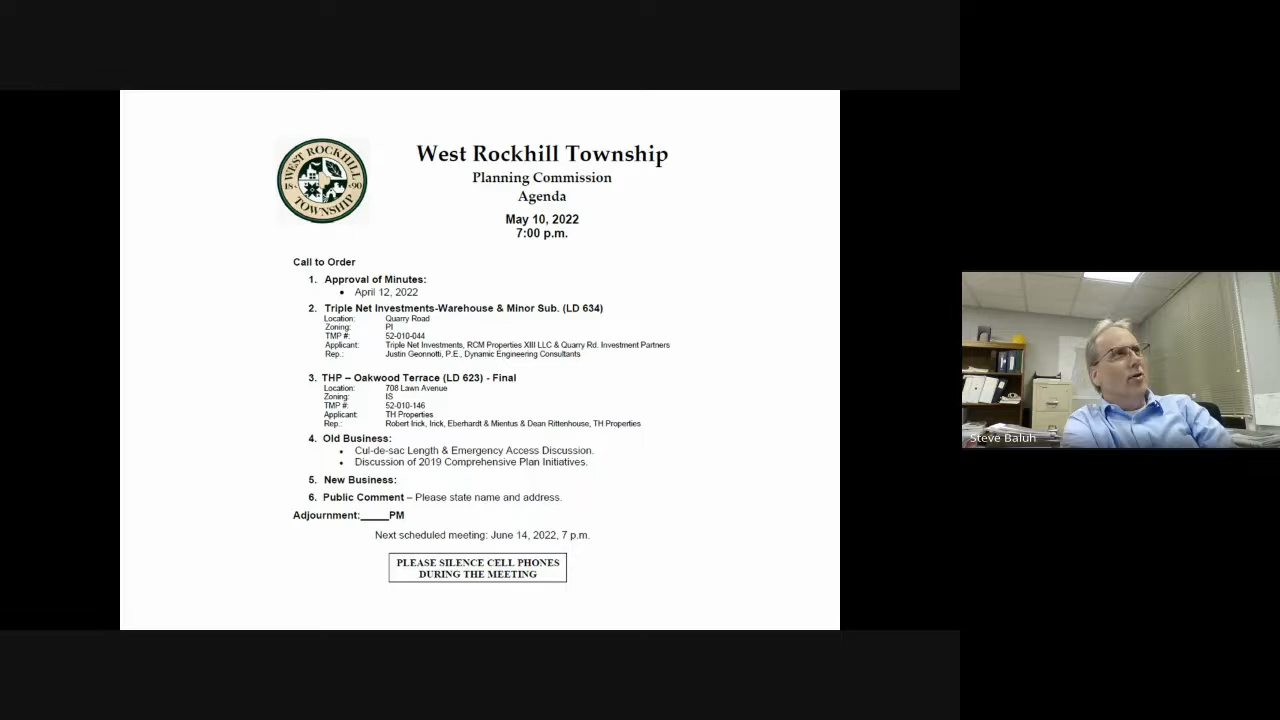 WEST ROCKHILL
18 90
TOWNSHIP
West Rockhill Township
Planning Commission
Agenda
May 10, 2022
7:00 p.m.
Call to Order
1. Approval of Minutes:
• April 12, 2022
2. Triple Net Investments-Warehouse & Minor Sub. (LD 634)
Location: Quarry Road
Zoning: PI
TMP #: 52-010-044
Applicant: Triple Net Investments, RCM Properties XIII LLC & Quarry Rd. Investment Partners
Rep.: Justin Geonnotti, P.E., Dynamic Engineering Consultants
3. THP – Oakwood Terrace (LD 623) - Final
Location: 708 Lawn Avenue
Zoning: IS
TMP #: 52-010-146
Applicant: TH Properties
Rep.: Robert Irick, Irick, Eberhardt & Mientus & Dean Rittenhouse, TH Properties
4. Old Business:
• Cul-de-sac Length & Emergency Access Discussion.
• Discussion of 2019 Comprehensive Plan Initiatives.
5. New Business:
6. Public Comment – Please state name and address.
Adjournment:_____PM
Next scheduled meeting: June 14, 2022, 7 p.m.
PLEASE SILENCE CELL PHONES
DURING THE MEETING
Steve Baluh